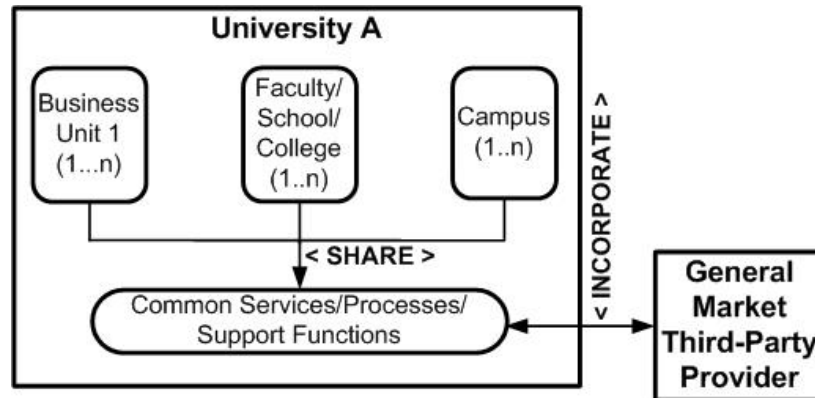 University A
Business
Unit 1
(1...n)
Faculty/
School/
College
(1..n)
Campus
(1..n)
< SHARE >
Common Services/Processes/
Support Functions
< INCORPORATE >
General
Market
Third-Party
Provider